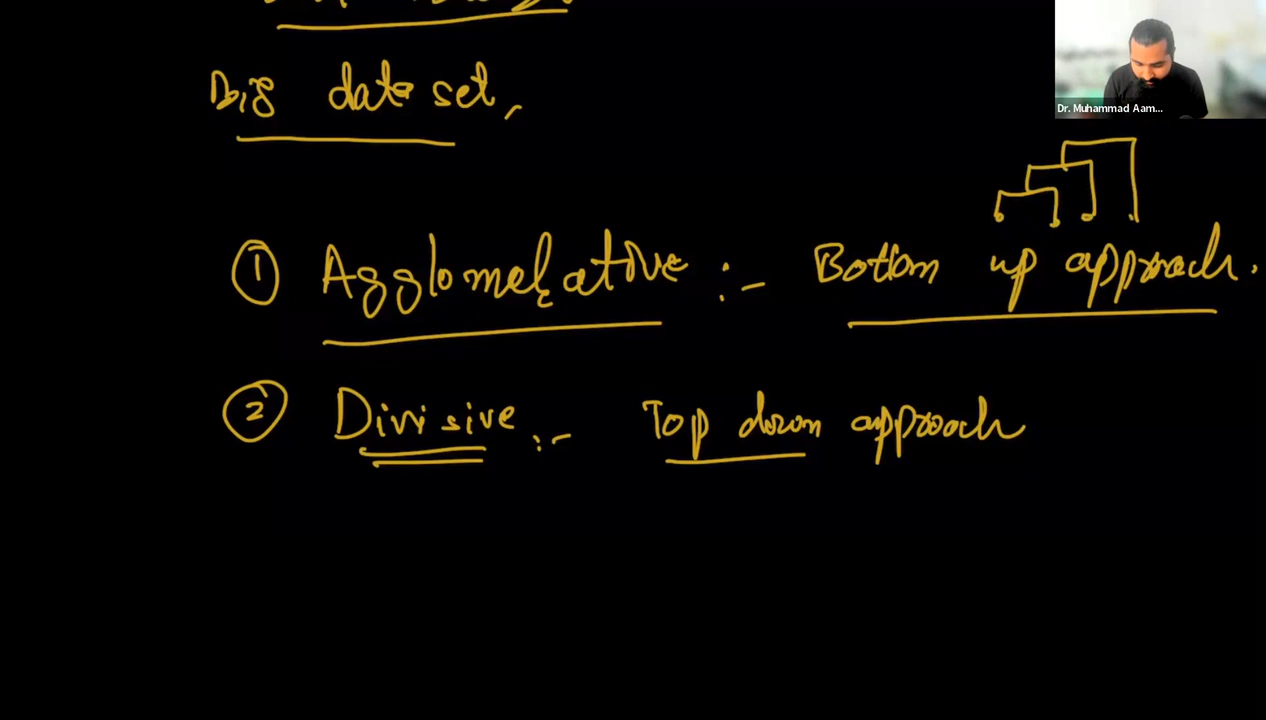 Dr. Muhammad Aam...
Big data set,
① Agglomerative :- Bottom up approach.
② Divisive :- Top down approach